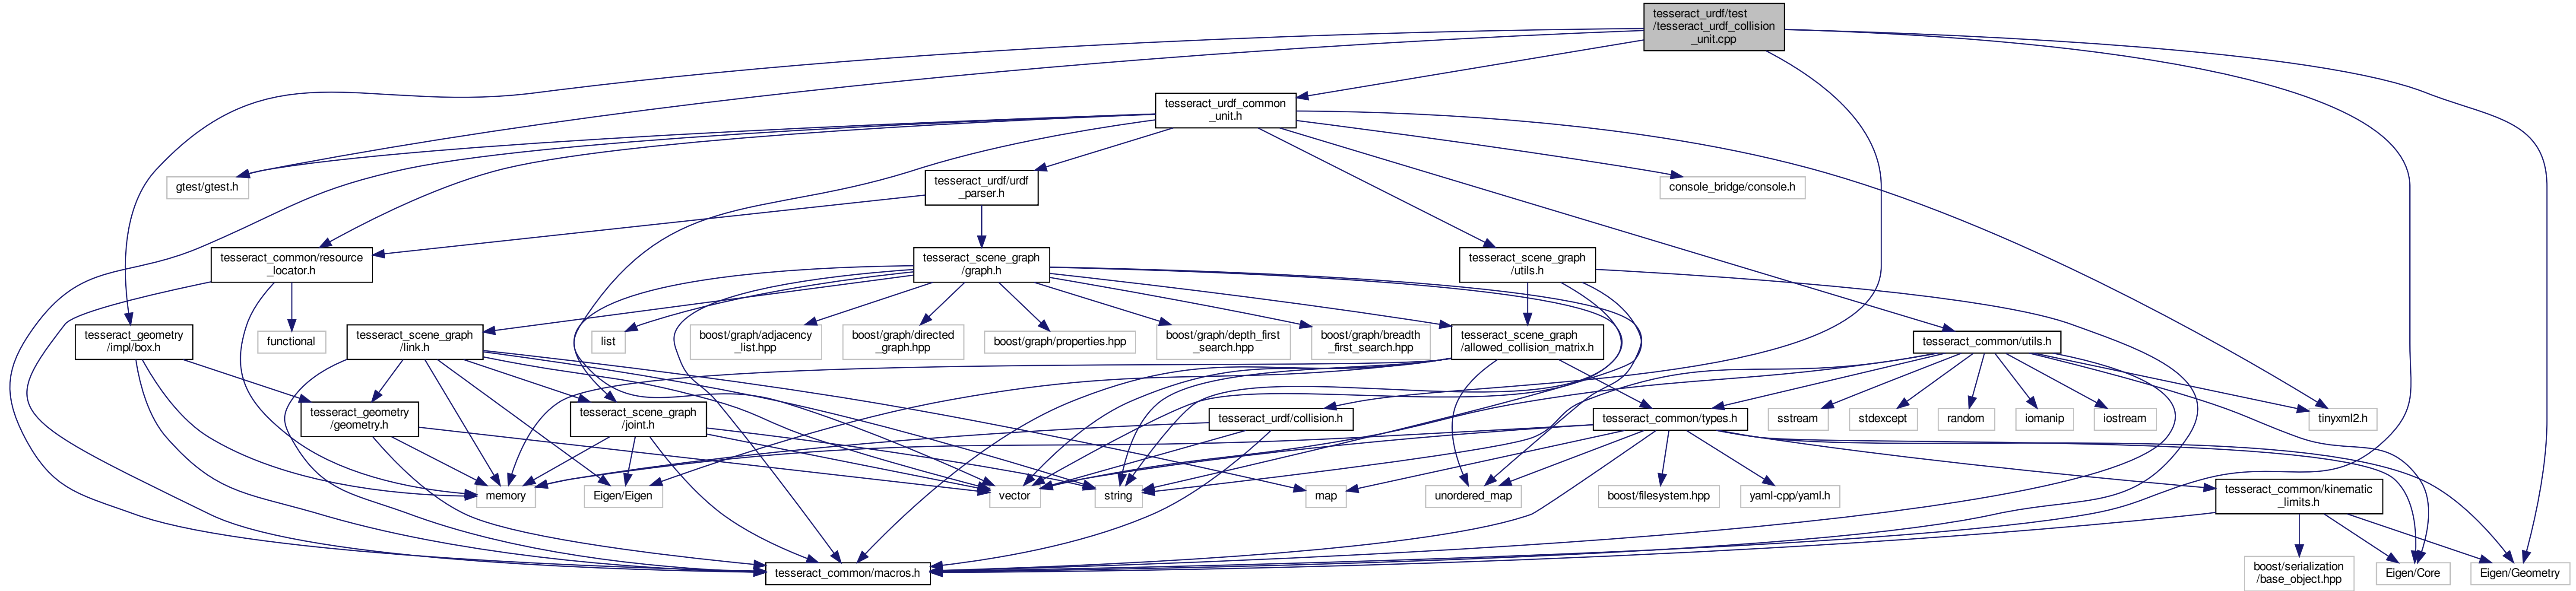 tesseract_urdf/test
/tesseract_urdf_collision
_unit.cpp
tesseract_urdf_common
_unit.h
gtest/gtest.h
tesseract_urdf/urdf
_parser.h
console_bridge/console.h
tesseract_common/resource
_locator.h
tesseract_scene_graph
/graph.h
tesseract_scene_graph
/utils.h
tesseract_geometry
/impl/box.h
functional
tesseract_scene_graph
/link.h
list
boost/graph/adjacency
_list.hpp
boost/graph/directed
_graph.hpp
boost/graph/properties.hpp
boost/graph/depth_first
_search.hpp
boost/graph/breadth
_first_search.hpp
tesseract_scene_graph
/allowed_collision_matrix.h
tesseract_common/utils.h
tesseract_geometry
/geometry.h
tesseract_scene_graph
/joint.h
tesseract_urdf/collision.h
tesseract_common/types.h
sstream
stdexcept
random
iomanip
iostream
tinyxml2.h
memory
Eigen/Eigen
vector
string
map
unordered_map
boost/filesystem.hpp
yaml-cpp/yaml.h
tesseract_common/kinematic
_limits.h
tesseract_common/macros.h
boost/serialization
/base_object.hpp
Eigen/Core
Eigen/Geometry